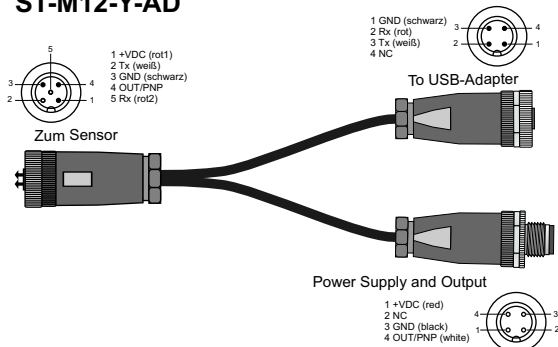 ST-M12-Y-AD
5
3
4
2
1
1 +VDC (rot1)
2 Tx (weiß)
3 GND (schwarz)
4 OUT/PNP
5 Rx (rot2)
Zum Sensor
1 GND (schwarz)
2 Rx (rot)
3 Tx (weiß)
4 NC
3
4
2
1
To USB-Adapter
Power Supply and Output
1 +VDC (red)
2 NC
3 GND (black)
4 OUT/PNP (white)
4
3
1
2